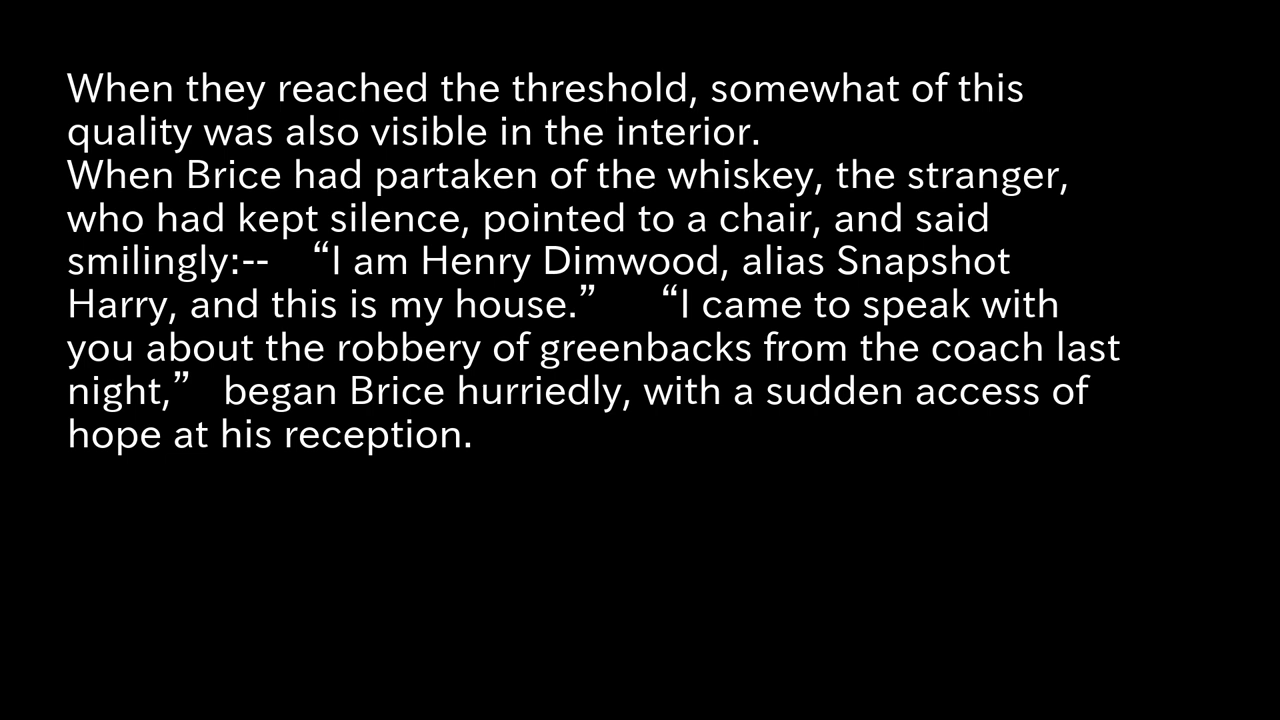 When they reached the threshold, somewhat of this
quality was also visible in the interior.
When Brice had partaken of the whiskey, the stranger,
who had kept silence, pointed to a chair, and said
smilingly:--    “I am Henry Dimwood, alias Snapshot
Harry, and this is my house.”      “I came to speak with
you about the robbery of greenbacks from the coach last
night,”   began Brice hurriedly, with a sudden access of
hope at his reception.